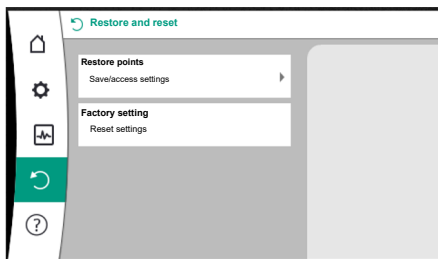 Restore and reset
Restore points
Save/access settings
Factory setting
Reset settings